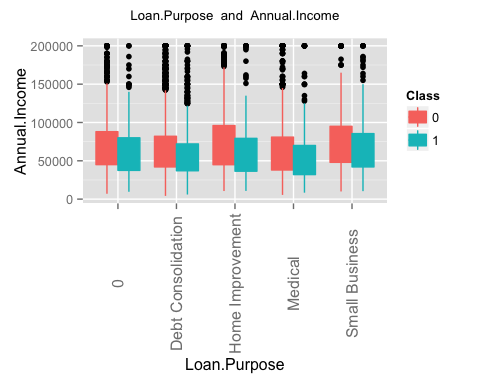 Loan.Purpose and Annual.Income
Annual.Income
200000
150000
100000
50000
0
0
Debt Consolidation
Home Improvement
Medical
Small Business
Loan.Purpose
Class
0
1